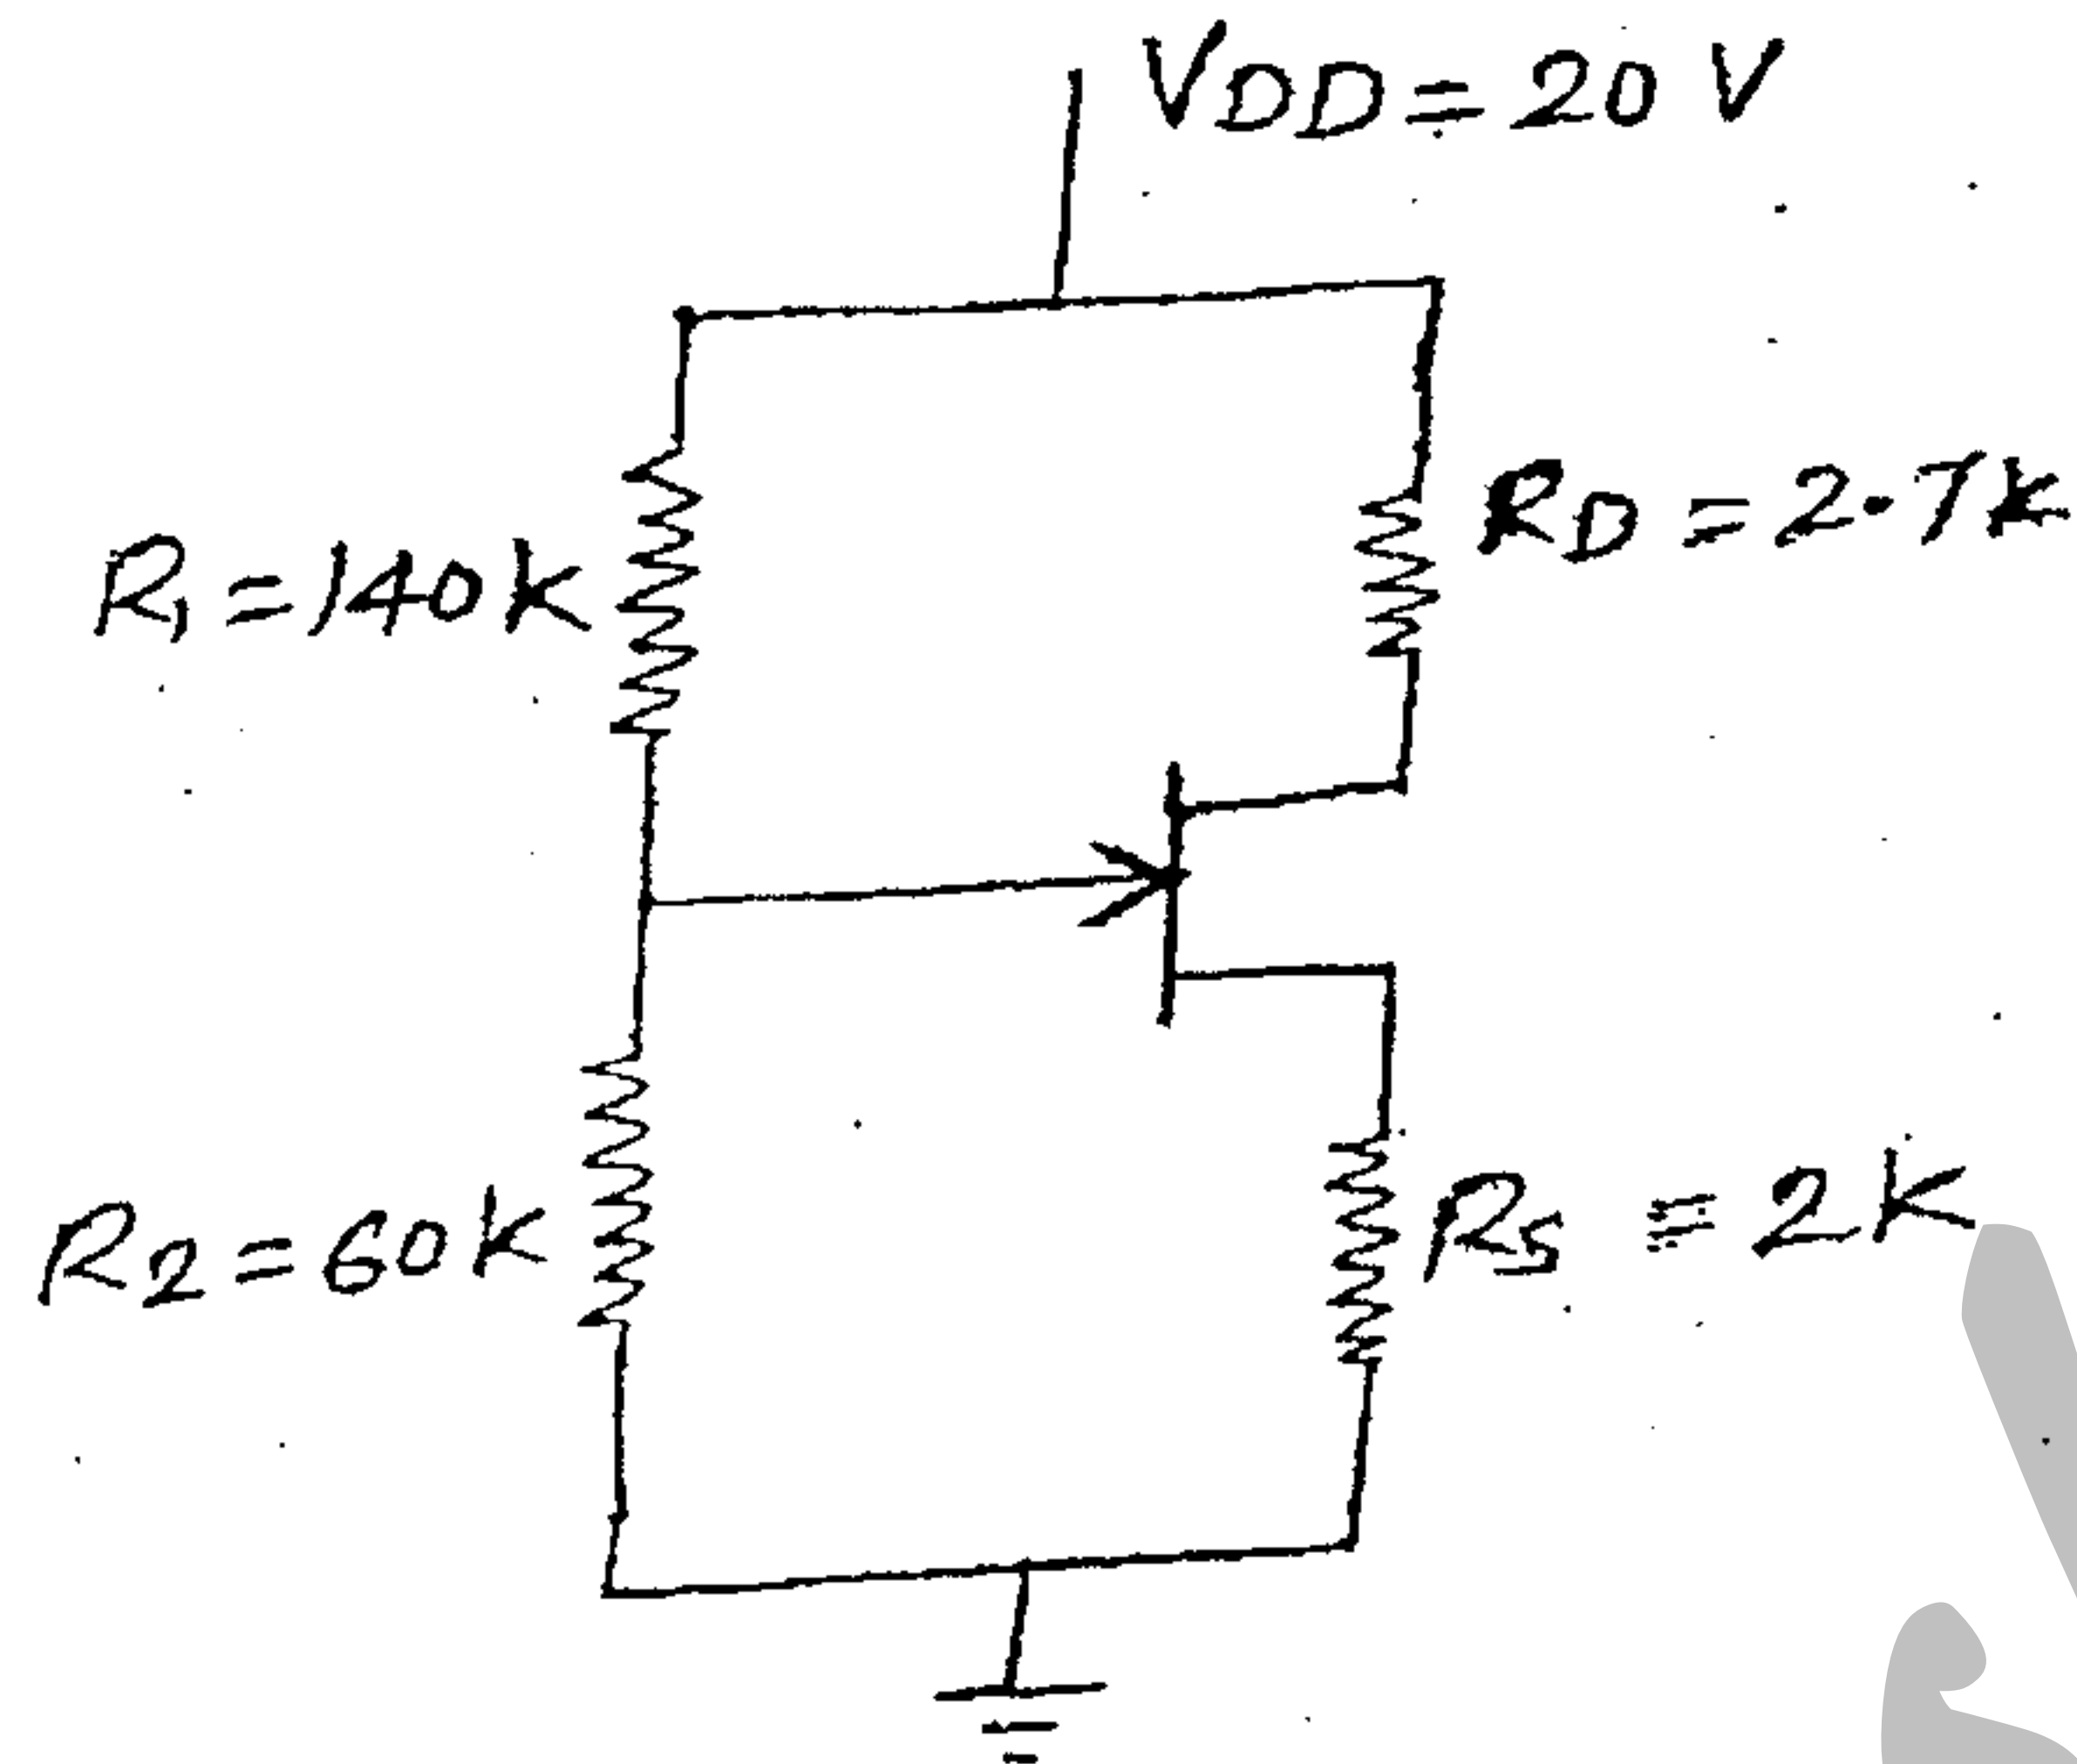 VDD = 20 V
RD = 2.7k
R1 = 140K
R2 = 60K
RS = 2K